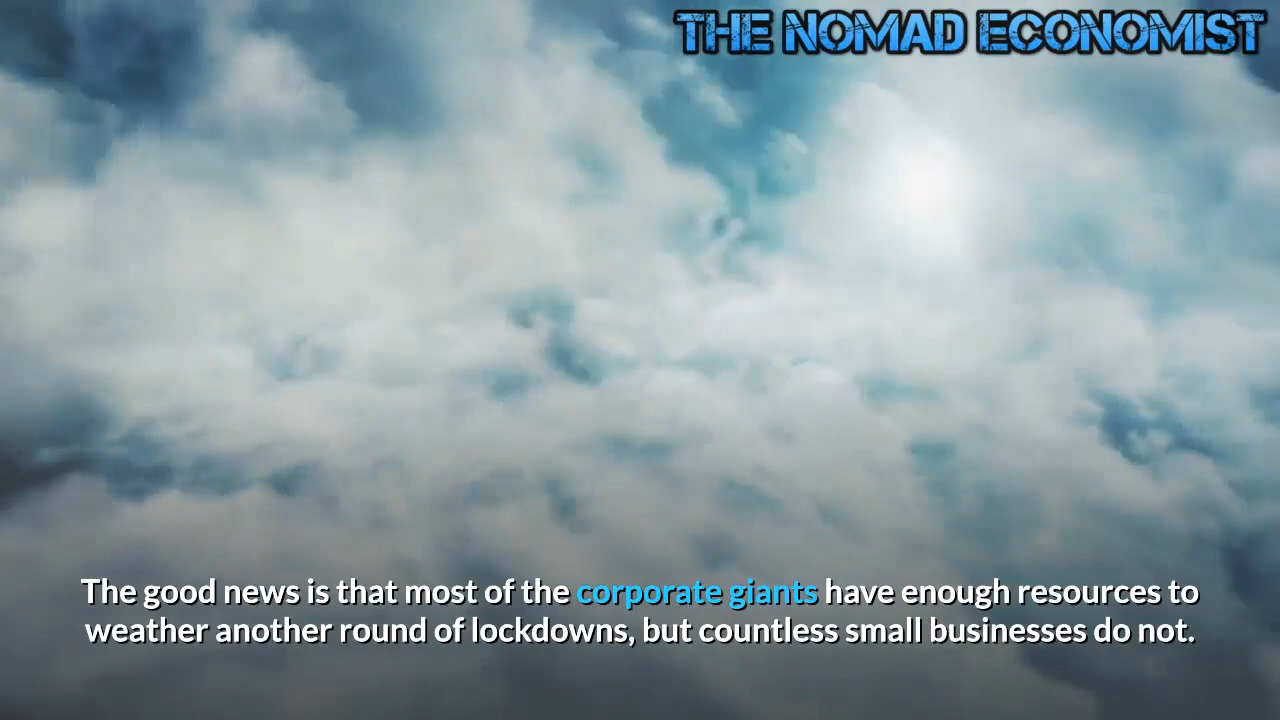 THE NOMAD ECONOMIST
The good news is that most of the corporate giants have enough resources to
weather another round of lockdowns, but countless small businesses do not.